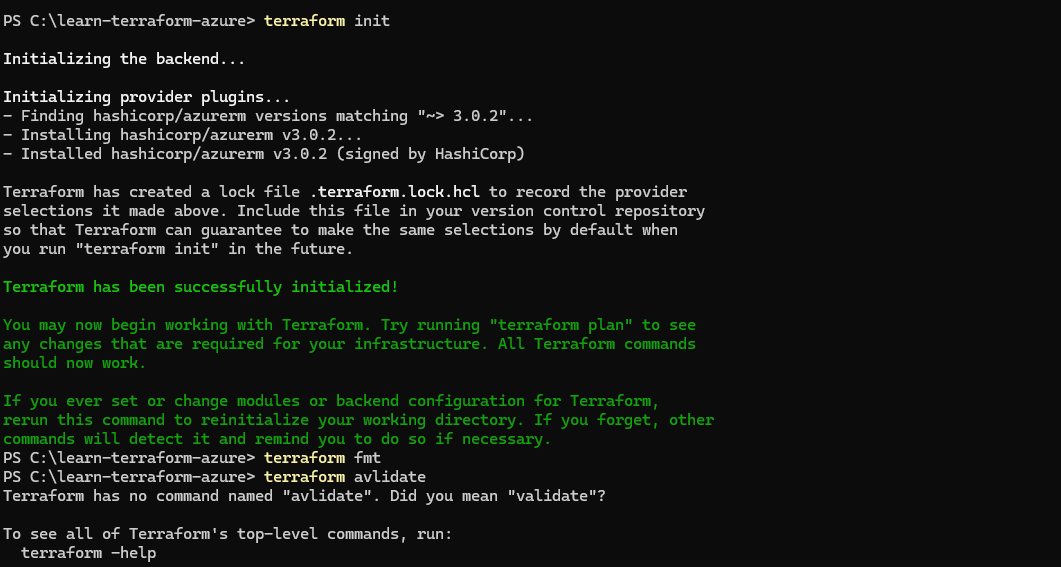 PS C:\learn-terraform-azure> terraform init
Initializing the backend...
Initializing provider plugins...
- Finding hashicorp/azurerm versions matching "~> 3.0.2"...
- Installing hashicorp/azurerm v3.0.2...
- Installed hashicorp/azurerm v3.0.2 (signed by HashiCorp)
Terraform has created a lock file .terraform.lock.hcl to record the provider
selections it made above. Include this file in your version control repository
so that Terraform can guarantee to make the same selections by default when
you run "terraform init" in the future.
Terraform has been successfully initialized!
You may now begin working with Terraform. Try running "terraform plan" to see
any changes that are required for your infrastructure. All Terraform commands
should now work.
If you ever set or change modules or backend configuration for Terraform,
rerun this command to reinitialize your working directory. If you forget, other
commands will detect it and remind you to do so if necessary.
PS C:\learn-terraform-azure> terraform fmt
PS C:\learn-terraform-azure> terraform avlidate
Terraform has no command named "avlidate". Did you mean "validate"?
To see all of Terraform's top-level commands, run:
  terraform -help